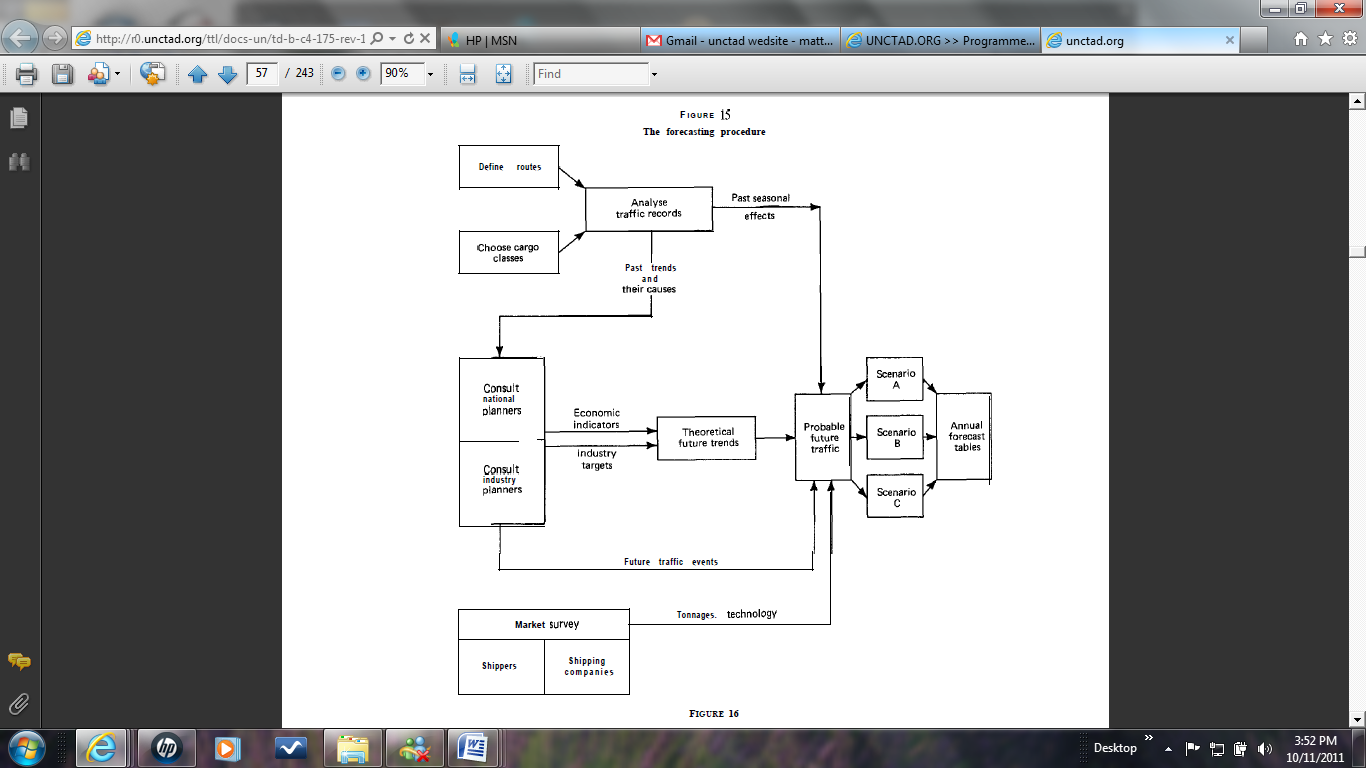 http://r0.unctad.org/ttl/docs-un/td-b-c4-175-rev-1
HP | MSN
Gmail - unctad wedsite - matt...
UNCTAD.ORG >> Programme...
unctad.org
57 / 243
90%
Find
FIGURE 15
The forecasting procedure
Define routes
Analyse
traffic records
Past seasonal
effects
Choose cargo
classes
Past trends
and
their causes
Consult
national
planners
Consult
industry
planners
Economic
indicators
industry
targets
Theoretical
future trends
Probable
future
traffic
Scenario
A
Scenario
B
Scenario
C
Annual
forecast
tables
Future traffic events
Tonnages. technology
Market survey
Shippers
Shipping
companies
FIGURE 16
hp
Desktop
3:52 PM
10/11/2011